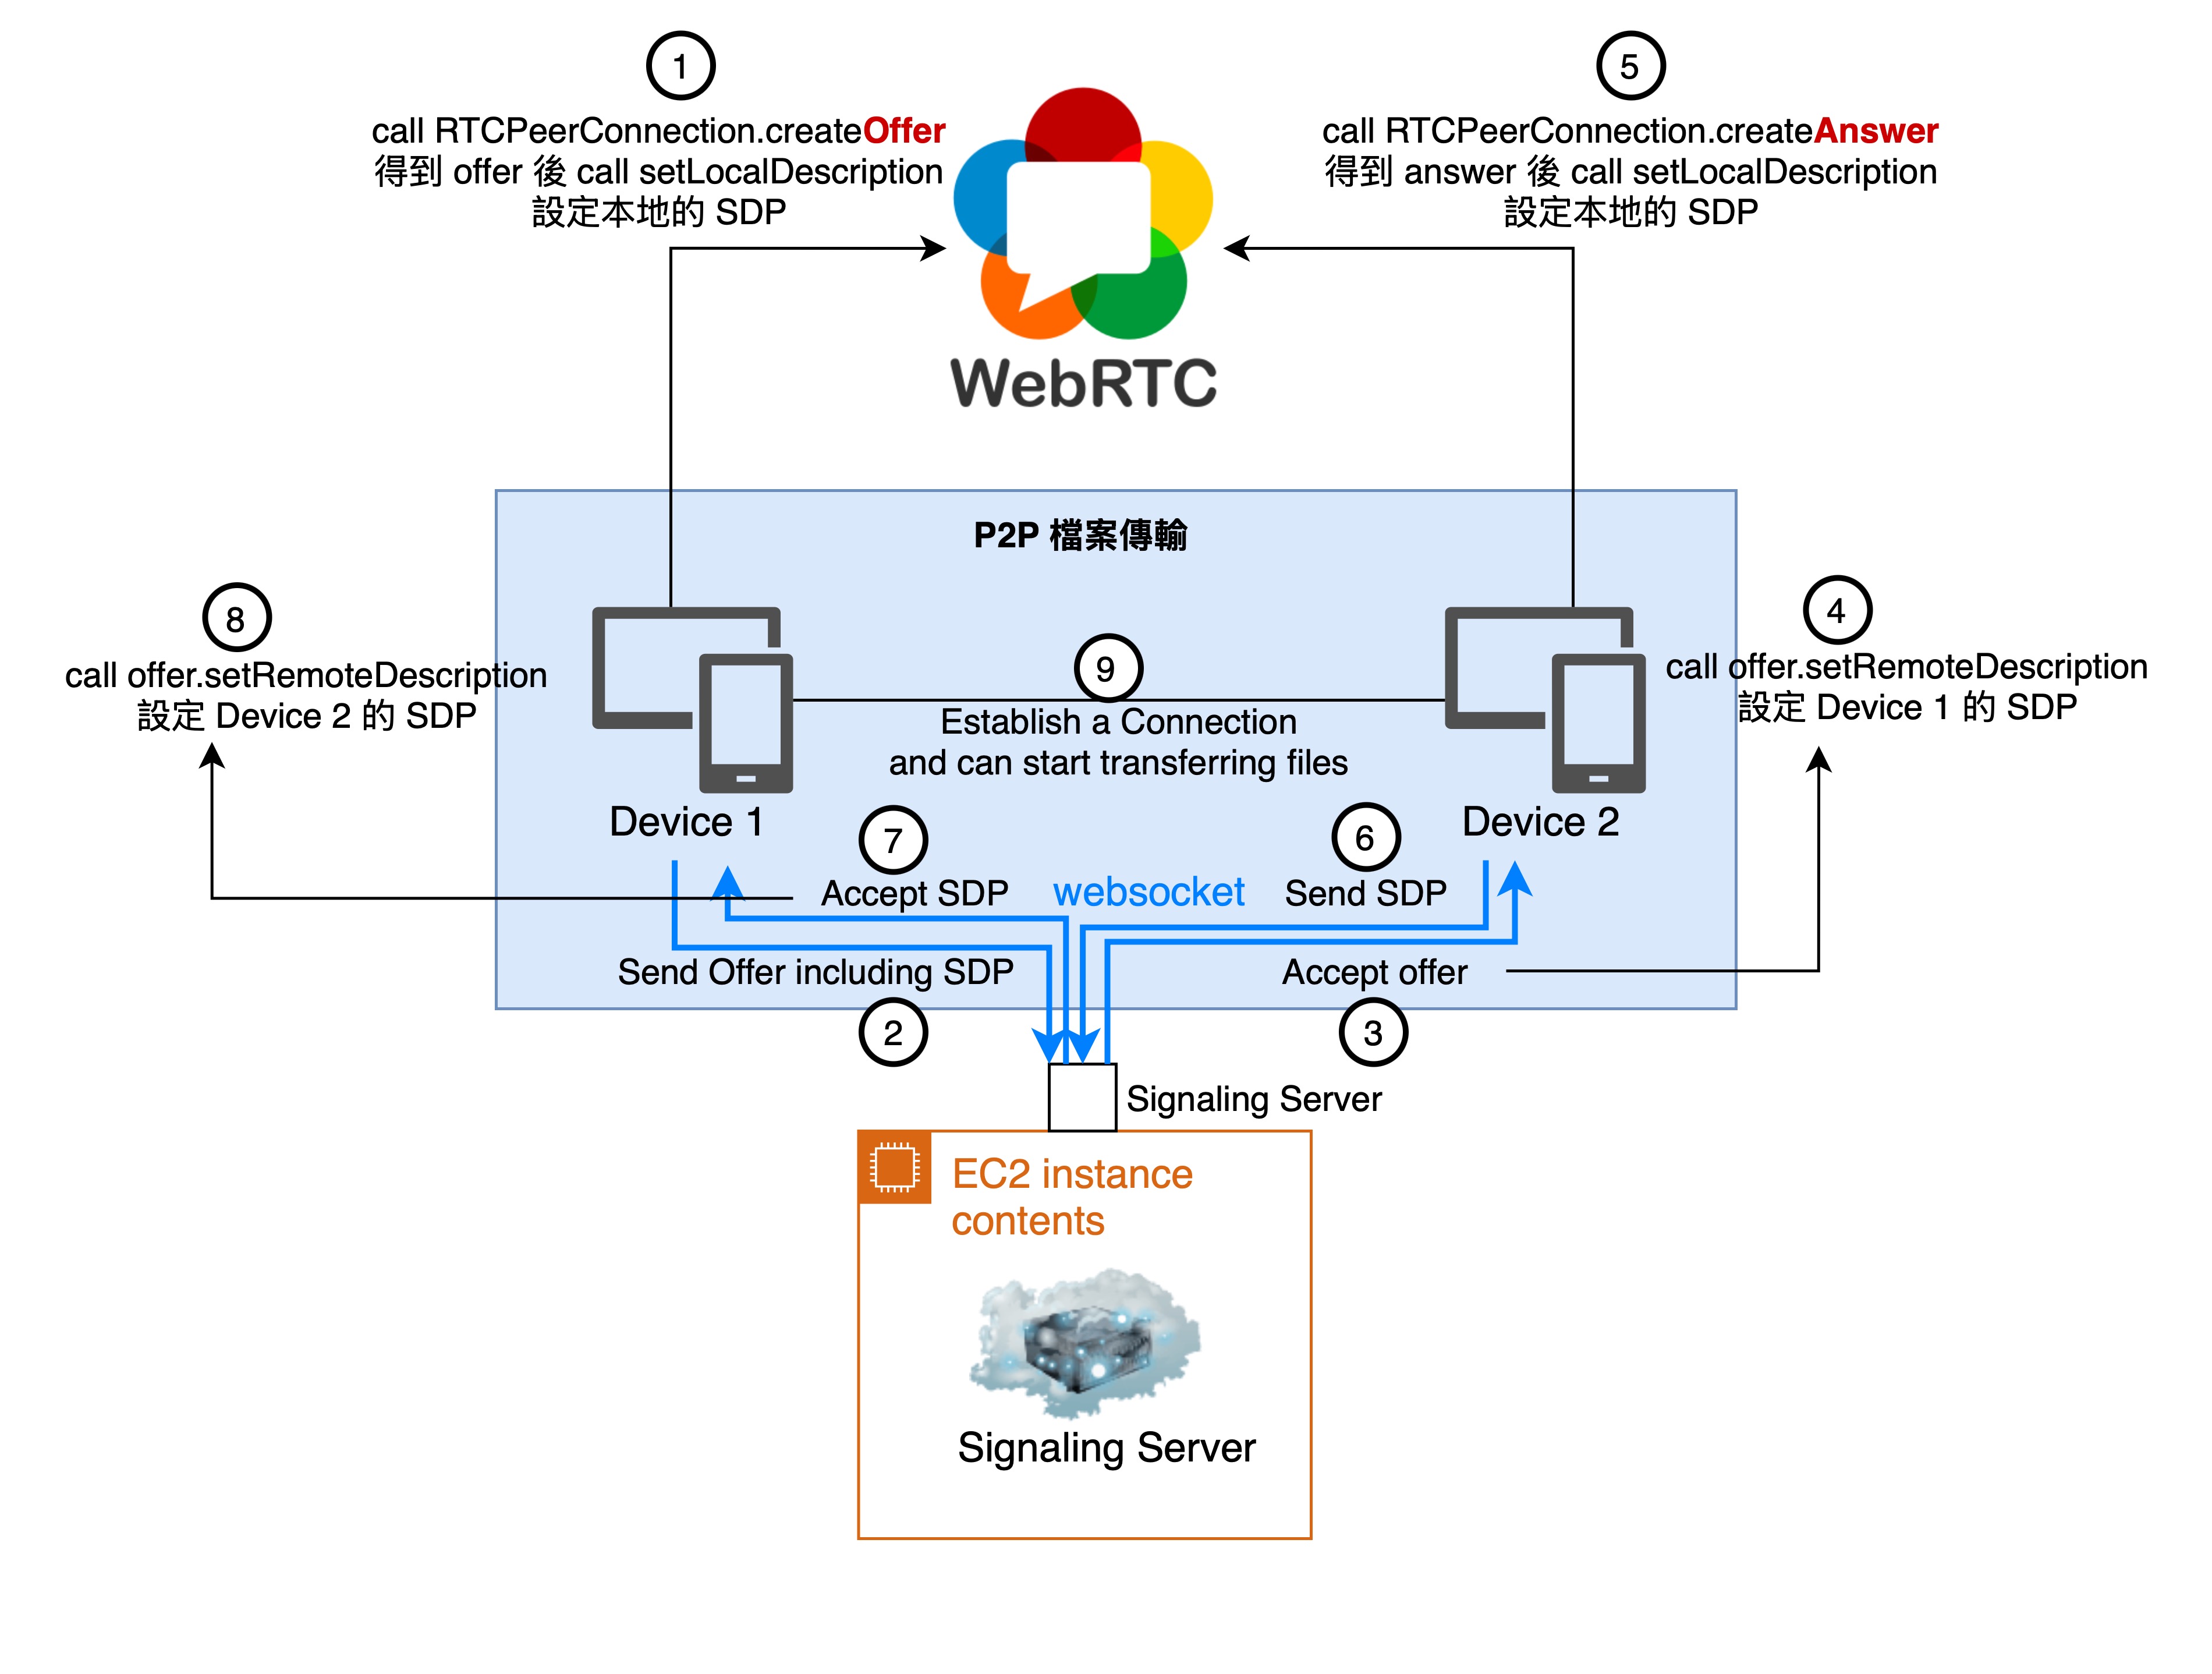 1
call RTCPeerConnection.createOffer
得到 offer 後 call setLocalDescription
設定本地的 SDP
5
call RTCPeerConnection.createAnswer
得到 answer 後 call setLocalDescription
設定本地的 SDP
WebRTC
P2P 檔案傳輸
8
call offer.setRemoteDescription
設定 Device 2 的 SDP
9
Establish a Connection
and can start transferring files
4
call offer.setRemoteDescription
設定 Device 1 的 SDP
Device 1
Device 2
7
Accept SDP
websocket
6
Send SDP
Send Offer including SDP
2
Accept offer
3
Signaling Server
EC2 instance
contents
Signaling Server